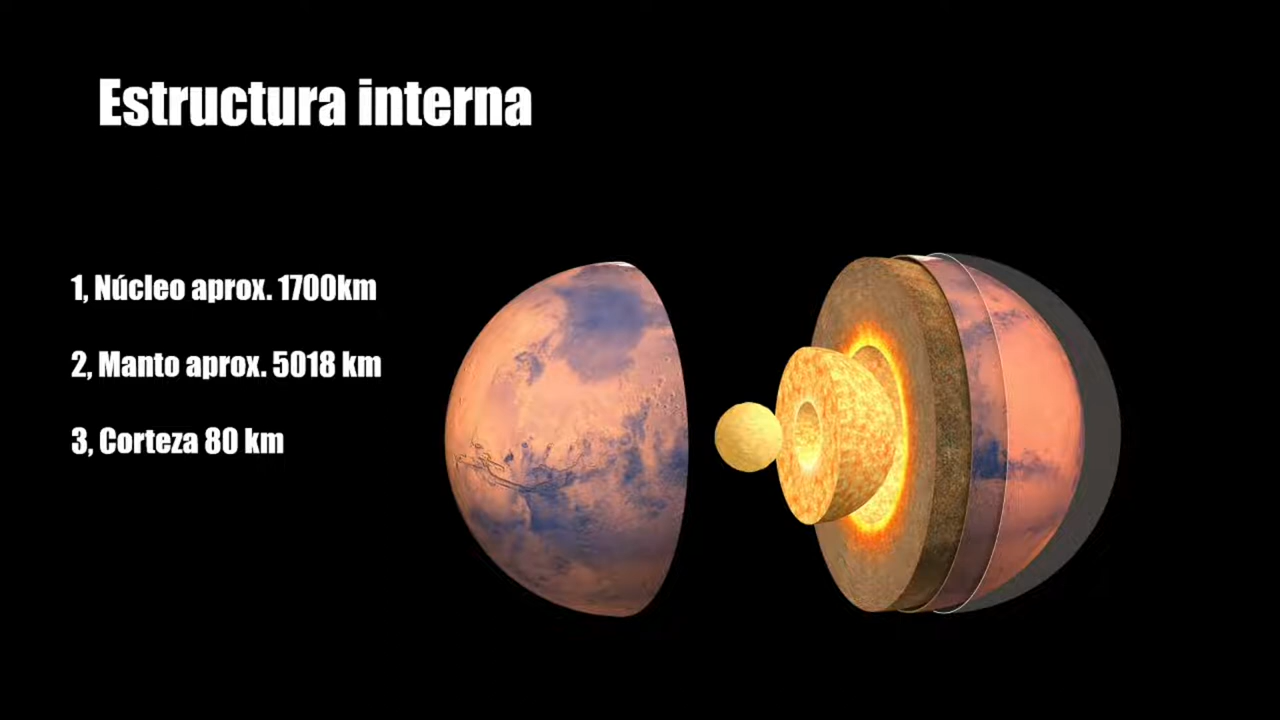 Estructura interna
1, Núcleo aprox. 1700km
2, Manto aprox. 5018 km
3, Corteza 80 km